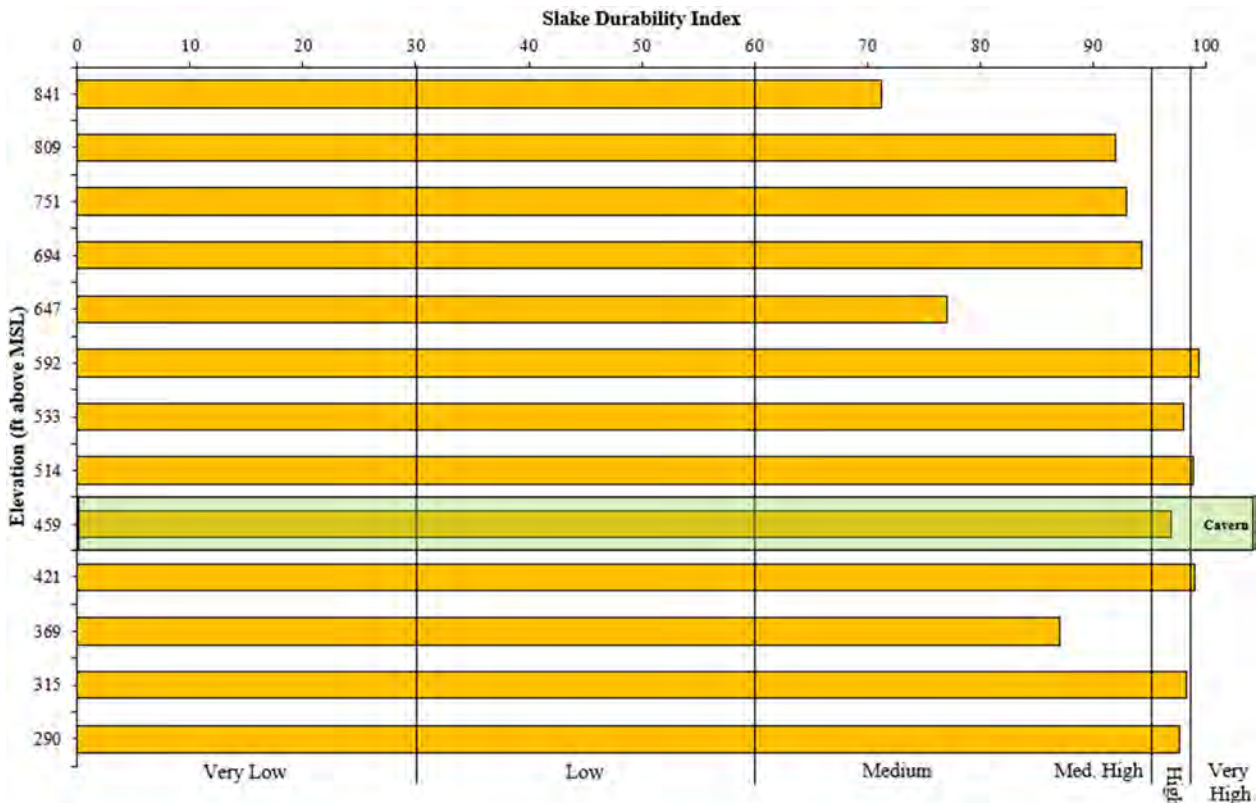 Slake Durability Index
0 10 20 30 40 50 60 70 80 90 100
Elevation (ft above MSL)
841
809
751
694
647
592
533
514
459
Cavern
421
369
315
290
Very Low
Low
Medium
Med. High
High
Very
High